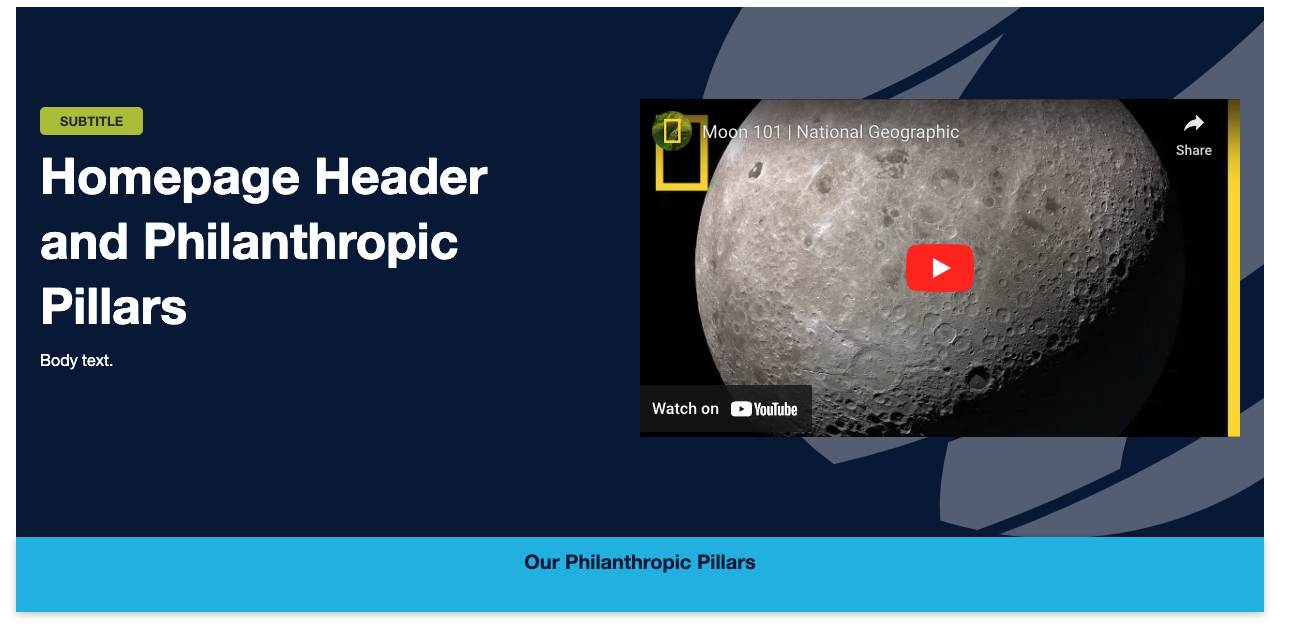 SUBTITLE
Homepage Header
and Philanthropic
Pillars
Body text.
Moon 101 | National Geographic
Share
Watch on YouTube
Our Philanthropic Pillars